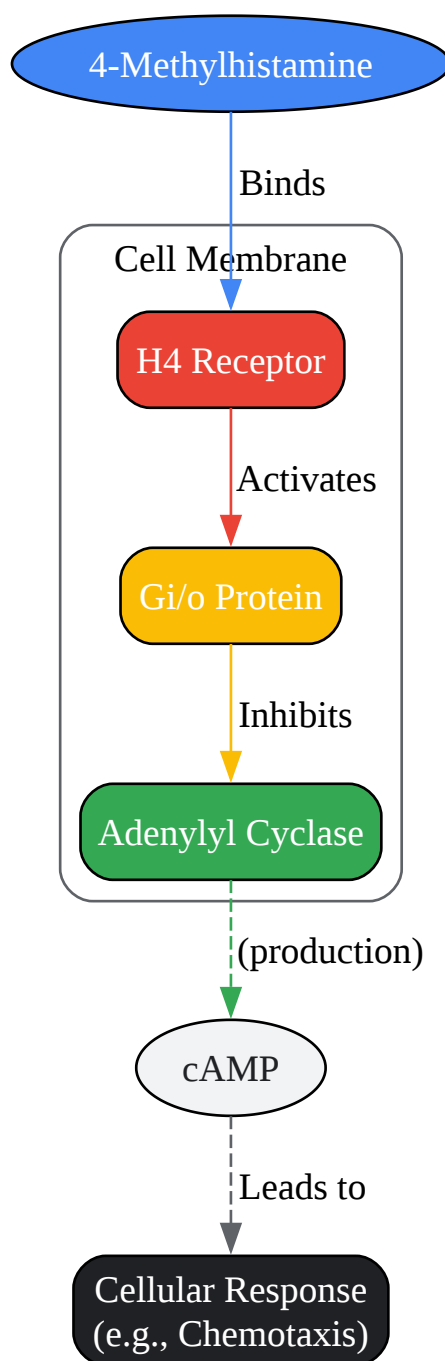 4-Methylhistamine
Binds
Cell Membrane
H4 Receptor
Activates
Gi/o Protein
Inhibits
Adenylyl Cyclase
(production)
cAMP
Leads to
Cellular Response
(e.g., Chemotaxis)